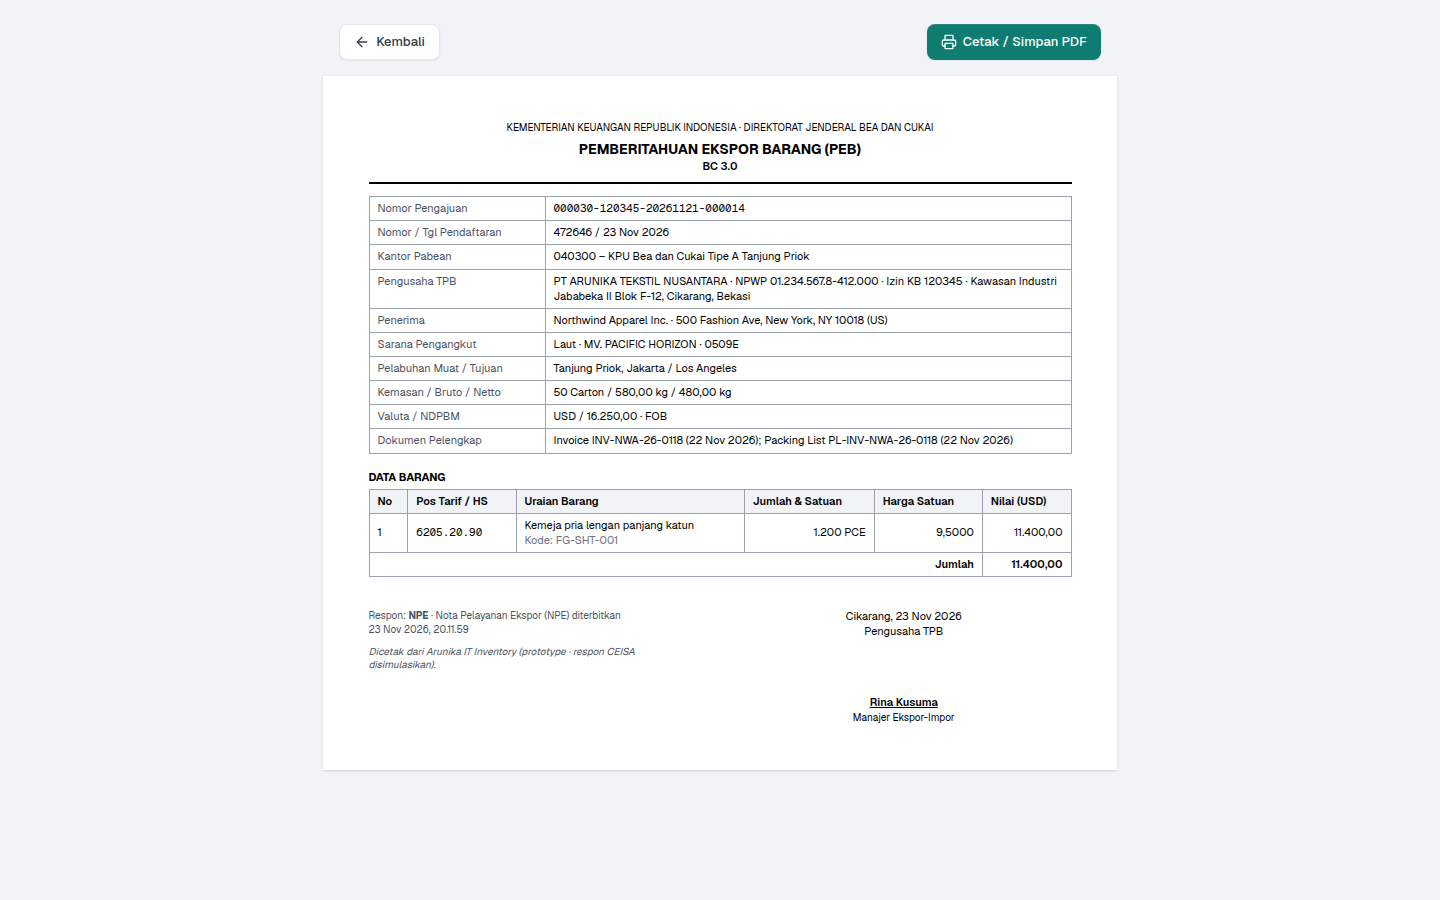 Kembali
Cetak / Simpan PDF
KEMENTERIAN KEUANGAN REPUBLIK INDONESIA · DIREKTORAT JENDERAL BEA DAN CUKAI
PEMBERITAHUAN EKSPOR BARANG (PEB)
BC 3.0
Nomor Pengajuan 000030-120345-20261121-000014
Nomor / Tgl Pendaftaran 472646 / 23 Nov 2026
Kantor Pabean 040300 – KPU Bea dan Cukai Tipe A Tanjung Priok
Pengusaha TPB PT ARUNIKA TEKSTIL NUSANTARA · NPWP 01.234.567.8-412.000 · Izin KB 120345 · Kawasan Industri
Jababeka II Blok F-12, Cikarang, Bekasi
Penerima Northwind Apparel Inc. · 500 Fashion Ave, New York, NY 10018 (US)
Sarana Pengangkut Laut · MV. PACIFIC HORIZON · 0509E
Pelabuhan Muat / Tujuan Tanjung Priok, Jakarta / Los Angeles
Kemasan / Bruto / Netto 50 Carton / 580,00 kg / 480,00 kg
Valuta / NDPBM USD / 16.250,00 · FOB
Dokumen Pelengkap Invoice INV-NWA-26-0118 (22 Nov 2026); Packing List PL-INV-NWA-26-0118 (22 Nov 2026)
DATA BARANG
No Pos Tarif / HS Uraian Barang Jumlah & Satuan Harga Satuan Nilai (USD)
1 6205.20.90 Kemeja pria lengan panjang katun 1.200 PCE 9,5000 11.400,00
Kode: FG-SHT-001
Jumlah 11.400,00
Respon: NPE · Nota Pelayanan Ekspor (NPE) diterbitkan
23 Nov 2026, 20.11.59
Dicetak dari Arunika IT Inventory (prototype · respon CEISA
disimulasikan).
Cikarang, 23 Nov 2026
Pengusaha TPB
Rina Kusuma
Manajer Ekspor-Impor